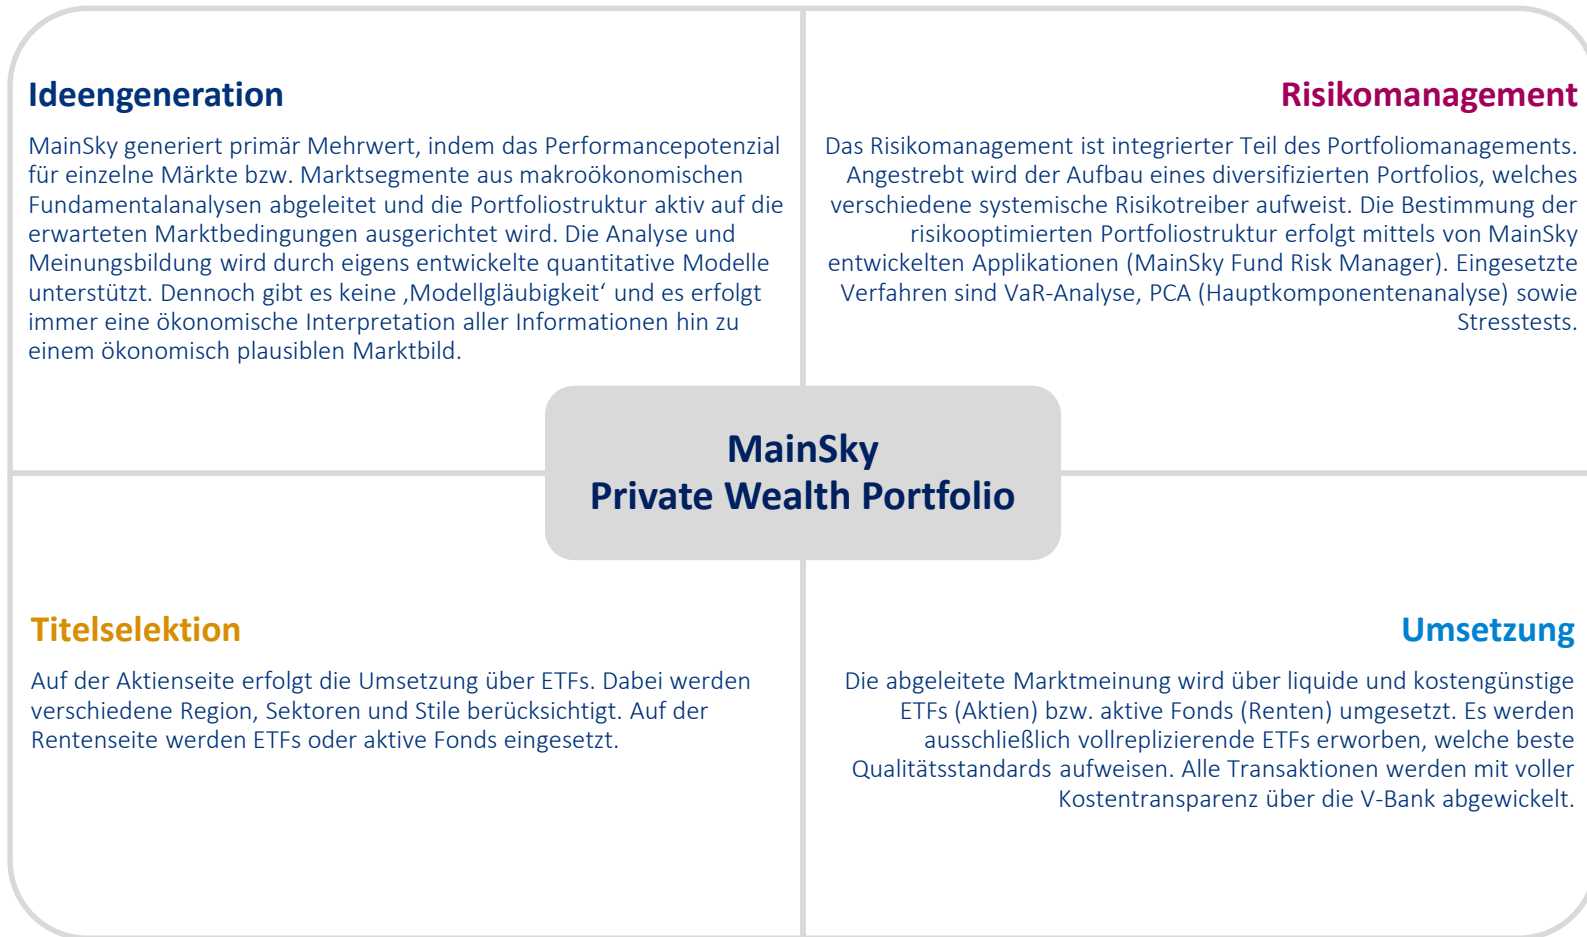 Ideengeneration
MainSky generiert primär Mehrwert, indem das Performancepotenzial
für einzelne Märkte bzw. Marktsegmente aus makroökonomischen
Fundamentalanalysen abgeleitet und die Portfoliostruktur aktiv auf die
erwarteten Marktbedingungen ausgerichtet wird. Die Analyse und
Meinungsbildung wird durch eigens entwickelte quantitative Modelle
unterstützt. Dennoch gibt es keine ‚Modellgläubigkeit‘ und es erfolgt
immer eine ökonomische Interpretation aller Informationen hin zu
einem ökonomisch plausiblen Marktbild.
Risikomanagement
Das Risikomanagement ist integrierter Teil des Portfoliomanagements.
Angestrebt wird der Aufbau eines diversifizierten Portfolios, welches
verschiedene systemische Risikotreiber aufweist. Die Bestimmung der
risikooptimierten Portfoliostruktur erfolgt mittels von MainSky
entwickelten Applikationen (MainSky Fund Risk Manager). Eingesetzte
Verfahren sind VaR-Analyse, PCA (Hauptkomponentenanalyse) sowie
Stresstests.
MainSky
Private Wealth Portfolio
Titelselektion
Auf der Aktienseite erfolgt die Umsetzung über ETFs. Dabei werden
verschiedene Region, Sektoren und Stile berücksichtigt. Auf der
Rentenseite werden ETFs oder aktive Fonds eingesetzt.
Umsetzung
Die abgeleitete Marktmeinung wird über liquide und kostengünstige
ETFs (Aktien) bzw. aktive Fonds (Renten) umgesetzt. Es werden
ausschließlich vollreplizierende ETFs erworben, welche beste
Qualitätsstandards aufweisen. Alle Transaktionen werden mit voller
Kostentransparenz über die V-Bank abgewickelt.